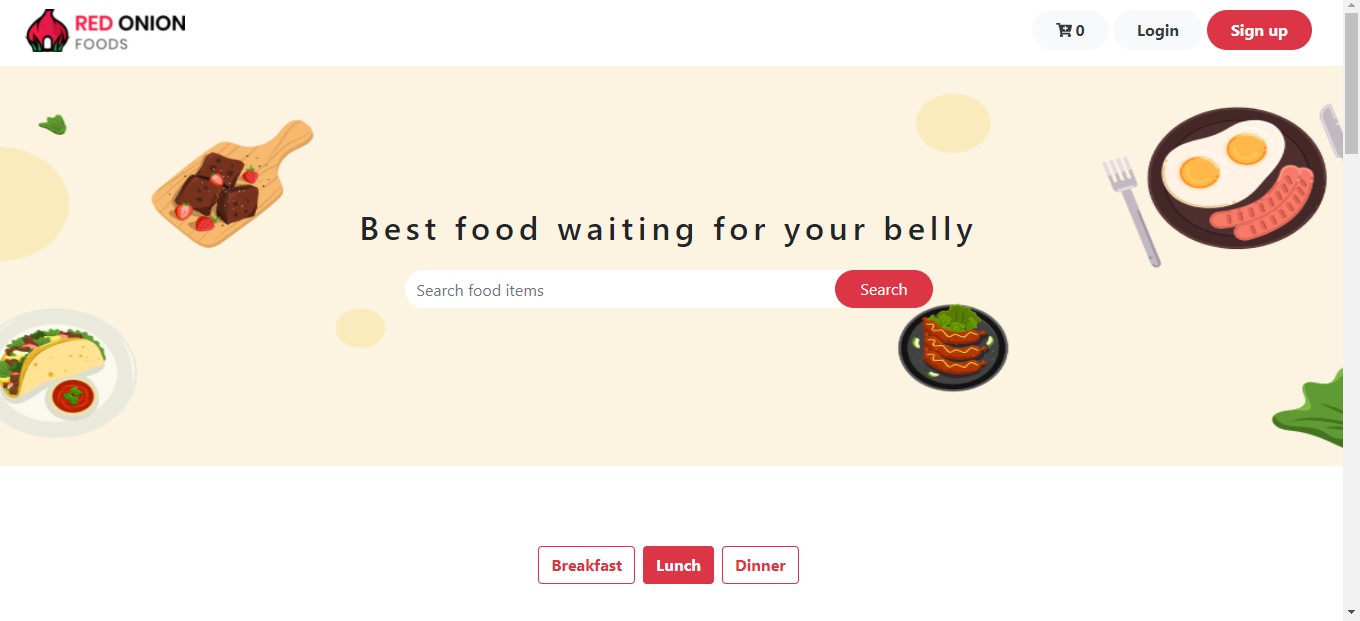 RED ONION
FOODS
0
Login
Sign up
Best food waiting for your belly
Search food items
Search
Breakfast
Lunch
Dinner